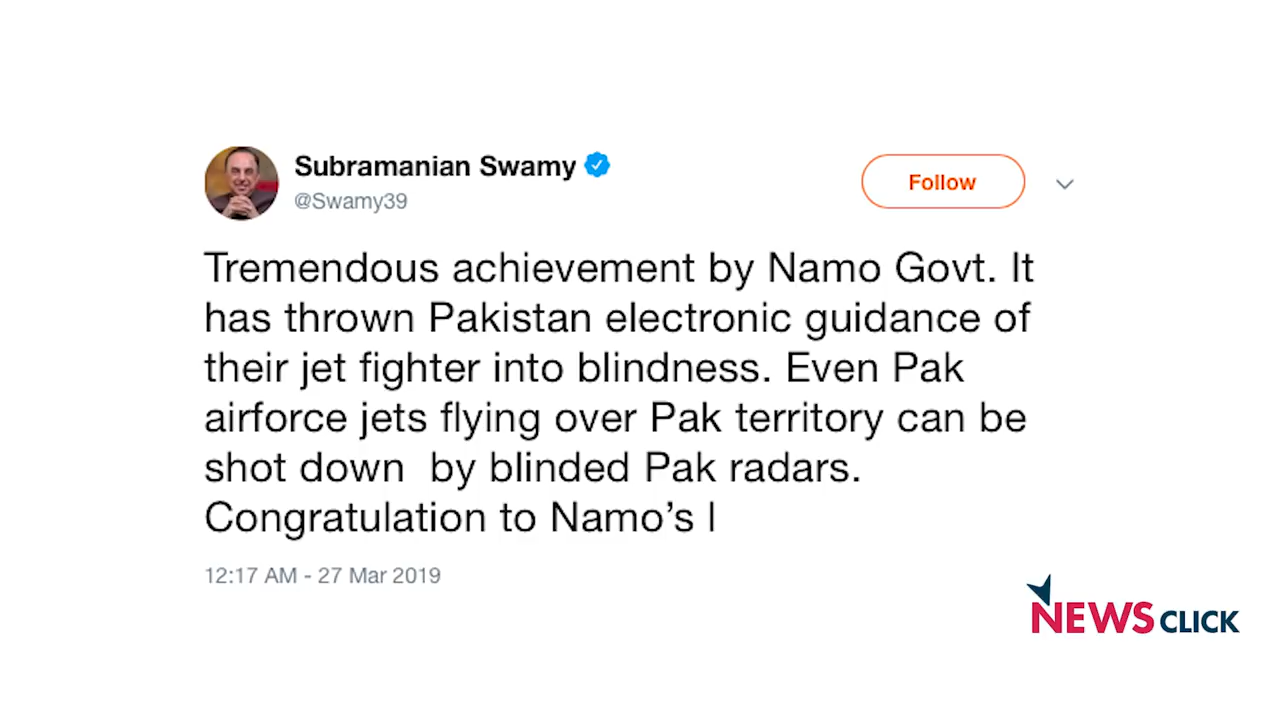 Subramanian Swamy
@Swamy39
Follow
Tremendous achievement by Namo Govt. It
has thrown Pakistan electronic guidance of
their jet fighter into blindness. Even Pak
airforce jets flying over Pak territory can be
shot down  by blinded Pak radars.
Congratulation to Namo’s l
12:17 AM - 27 Mar 2019
NEWSCLICK